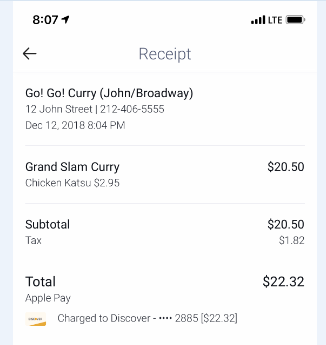 8:07 LTE
Receipt
Go! Go! Curry (John/Broadway)
12 John Street | 212-406-5555
Dec 12, 2018 8:04 PM
Grand Slam Curry $20.50
Chicken Katsu $2.95
Subtotal $20.50
Tax $1.82
Total $22.32
Apple Pay
Charged to Discover - •••• 2885 [$22.32]